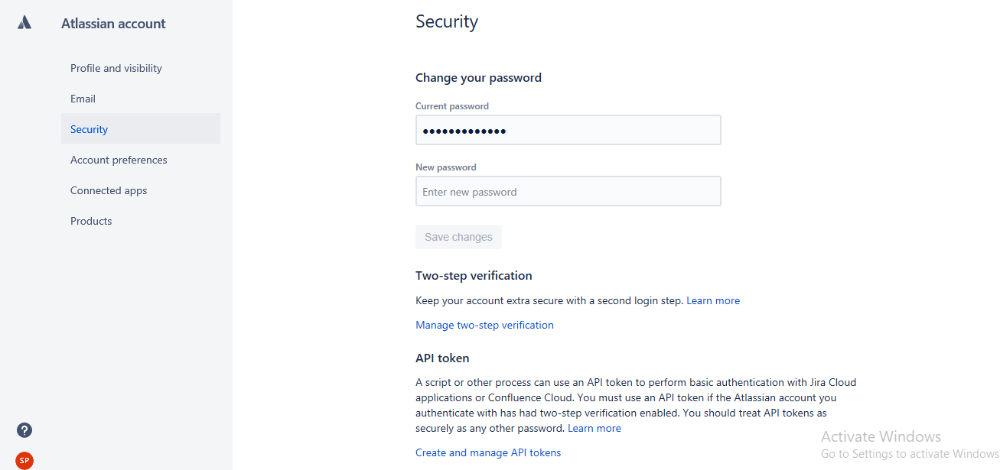 Atlassian account
Profile and visibility
Email
Security
Account preferences
Connected apps
Products
?
SP
Security
Change your password
Current password
•••••••••••••
New password
Enter new password
Save changes
Two-step verification
Keep your account extra secure with a second login step. Learn more
Manage two-step verification
API token
A script or other process can use an API token to perform basic authentication with Jira Cloud
applications or Confluence Cloud. You must use an API token if the Atlassian account you
authenticate with has had two-step verification enabled. You should treat API tokens as
securely as any other password. Learn more
Create and manage API tokens
Activate Windows
Go to Settings to activate Windows